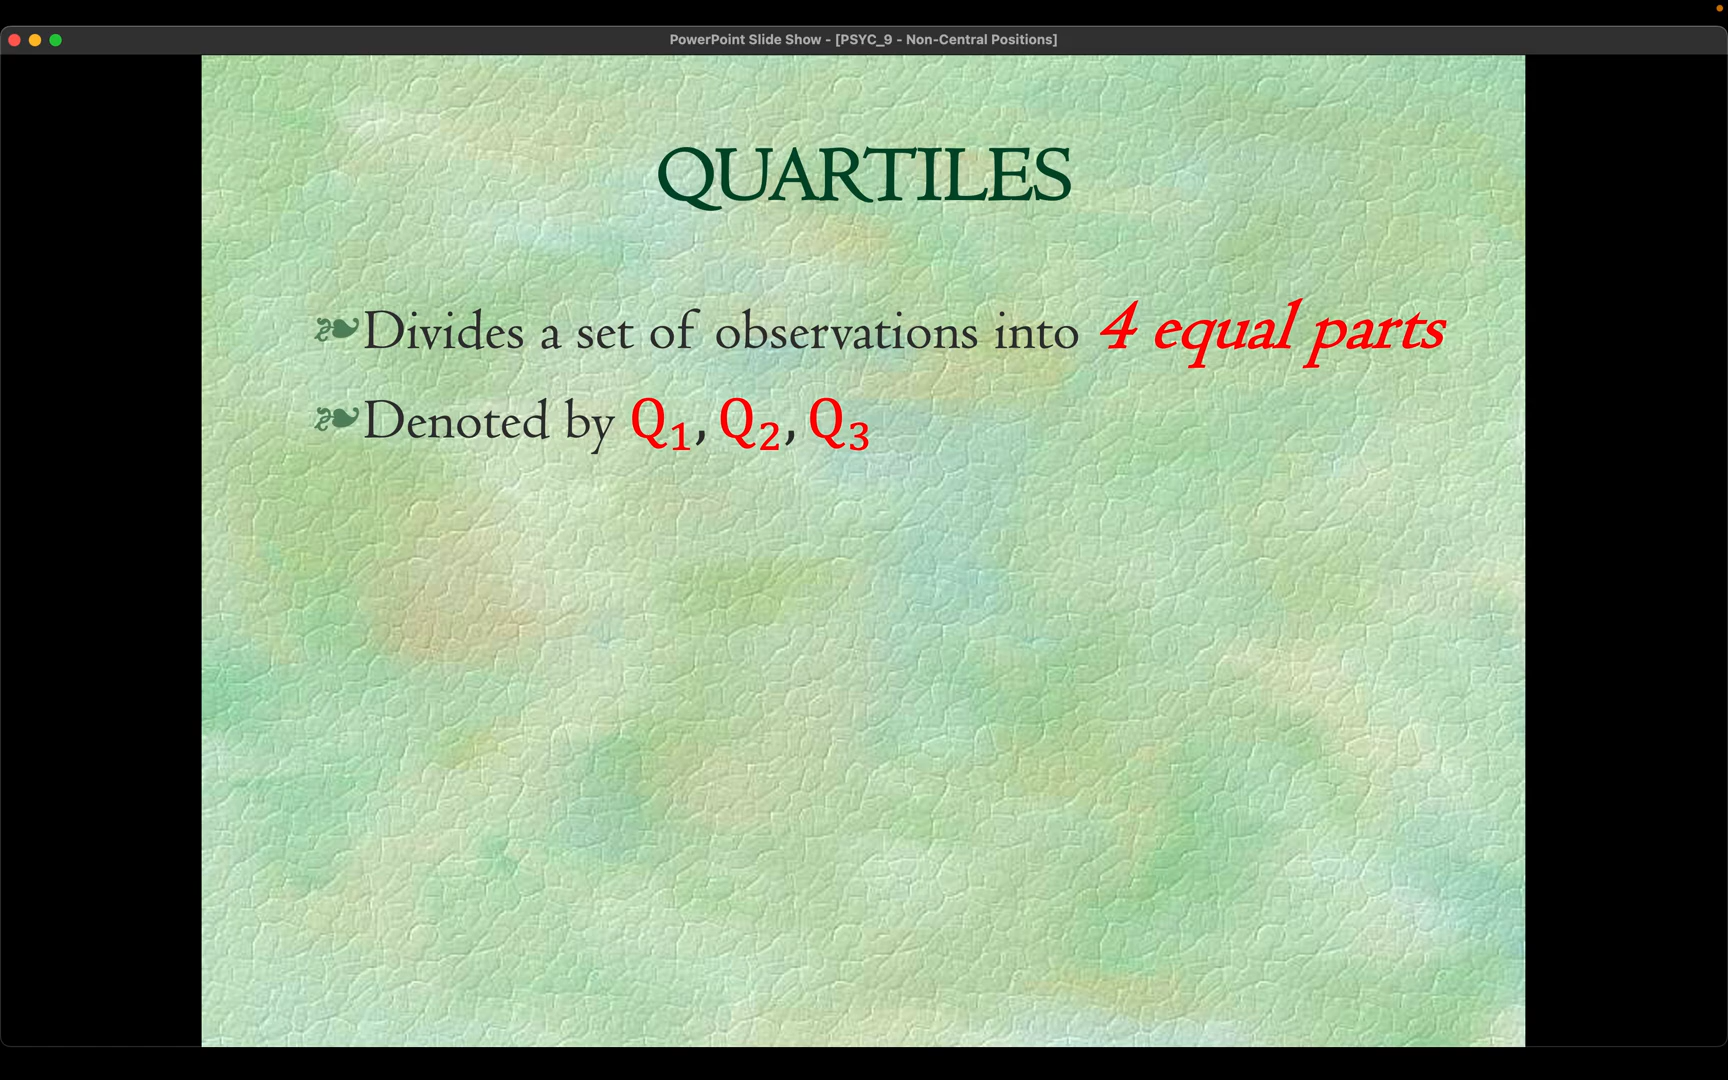 PowerPoint Slide Show - [PSYC_9 - Non-Central Positions]
QUARTILES
Divides a set of observations into 4 equal parts
Denoted by Q₁, Q₂, Q₃